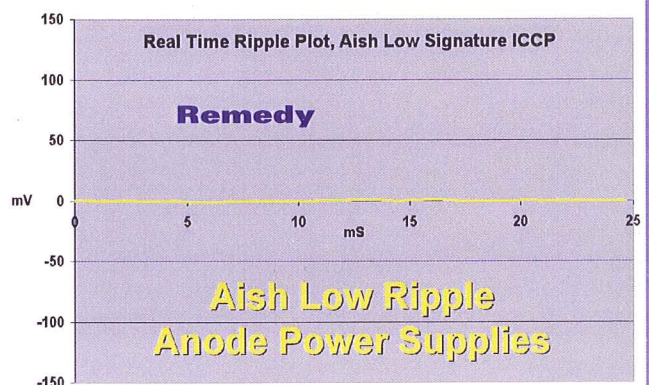 150
Real Time Ripple Plot, Aish Low Signature ICCP
100
Remedy
50
mV
0
0 5 10 15 20 25
mS
-50
Aish Low Ripple
-100
Anode Power Supplies
-150